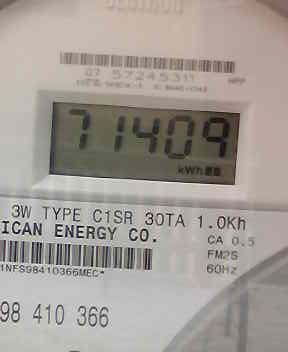 CENTRON
07 57245311
71409
kWh
3W TYPE C1SR 30TA 1.0Kh
ICAN ENERGY CO.
CA 0.5
FM2S
60HZ
1NFS98410366MEC*
98 410 366